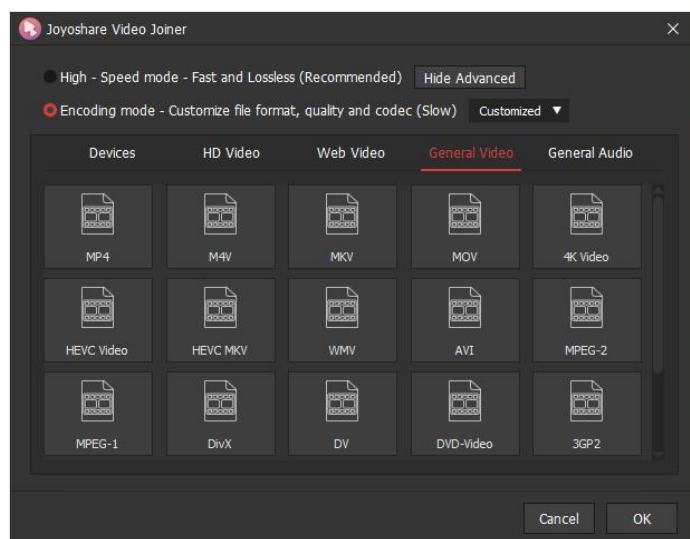 Joyoshare Video Joiner
High - Speed mode - Fast and Lossless (Recommended) Hide Advanced
Encoding mode - Customize file format, quality and codec (Slow) Customized
Devices HD Video Web Video General Video General Audio
MP4 M4V MKV MOV 4K Video
HEVC Video HEVC MKV WMV AVI MPEG-2
MPEG-1 DivX DV DVD-Video 3GP2
Cancel OK